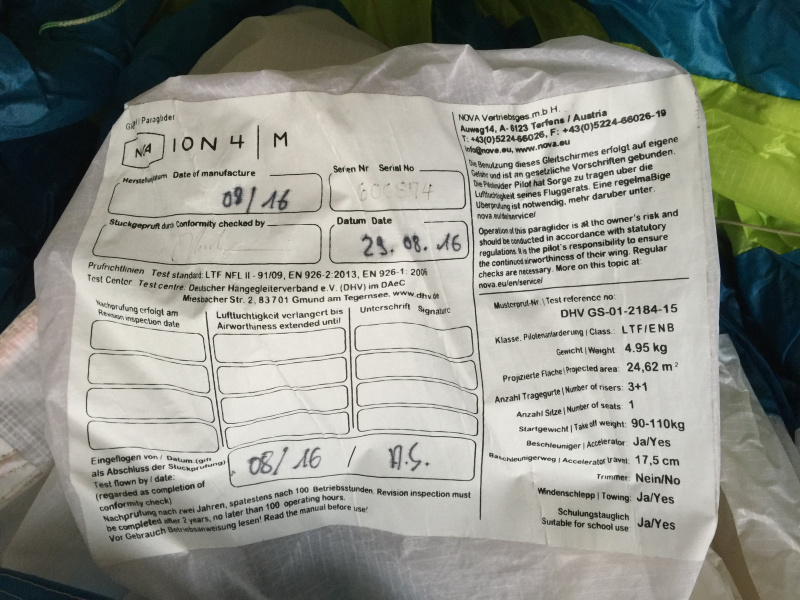 Paraglider
N/A ION 4 | M
Herstelldatum Date of manufacture
08/16
Serien Nr Serial No
Stückgeprüft durch Conformity checked by
Datum Date
29. 08. 16
Prüfrichtlinien Test standard: LTF NFL II - 91/09, EN 926-2:2013, EN 926-1: 2006
Test Center Test centre: Deutscher Hängegleiterverband e.V. (DHV) im DAeC
Miesbacher Str. 2, 83701 Gmund am Tegernsee, www.dhv.de
Nachprüfung erfolgt am
Revision inspection date
Lufttüchtigkeit verlängert bis
Airworthiness extended until
Unterschrift Signature
Eingeflogen von / Datum (gilt
als Abschluss der Stückprüfung)
Test flown by / date:
(regarded as completion of
conformity check)
08/16 / A.S.
Nachprüfung nach zwei Jahren, spätestens nach 100 Betriebsstunden. Revision inspection must
be completed after 2 years, no later than 100 operating hours.
Vor Gebrauch Betriebsanweisung lesen! Read the manual before use!
NOVA Vertriebsges.m.b.H.
Auweg14, A- 6123 Terfens / Austria
T: +43(0)5224-66026, F: +43(0)5224-66026-19
info@nova.eu, www.nova.eu
Die Benutzung dieses Gleitschirmes erfolgt auf eigene
Gefahr und ist an gesetzliche Vorschriften gebunden.
Die Pilotin/der Pilot hat Sorge zu tragen über die
Lufttüchtigkeit seines Fluggeräts. Eine regelmäßige
Überprüfung ist notwendig, mehr darüber unter.
nova.eu/de/service/
Operation of this paraglider is at the owner's risk and
should be conducted in accordance with statutory
regulations. It is the pilot's responsibility to ensure
the continued airworthiness of their wing. Regular
checks are necessary. More on this topic at:
nova.eu/en/service/
Musterprüf-Nr. | Test reference no:
DHV GS-01-2184-15
Klasse, Pilotenanforderung | Class.: LTF/ENB
Gewicht | Weight: 4.95 kg
Projizierte Fläche | Projected area: 24,62 m²
Anzahl Tragegurte | Number of risers: 3+1
Anzahl Sitze | Number of seats: 1
Startgewicht | Take off weight: 90-110kg
Beschleuniger | Accelerator: Ja/Yes
Beschleunigerweg | Accelerator travel: 17,5 cm
Trimmer: Nein/No
Windenschlepp | Towing: Ja/Yes
Schulungstauglich
Suitable for school use Ja/Yes